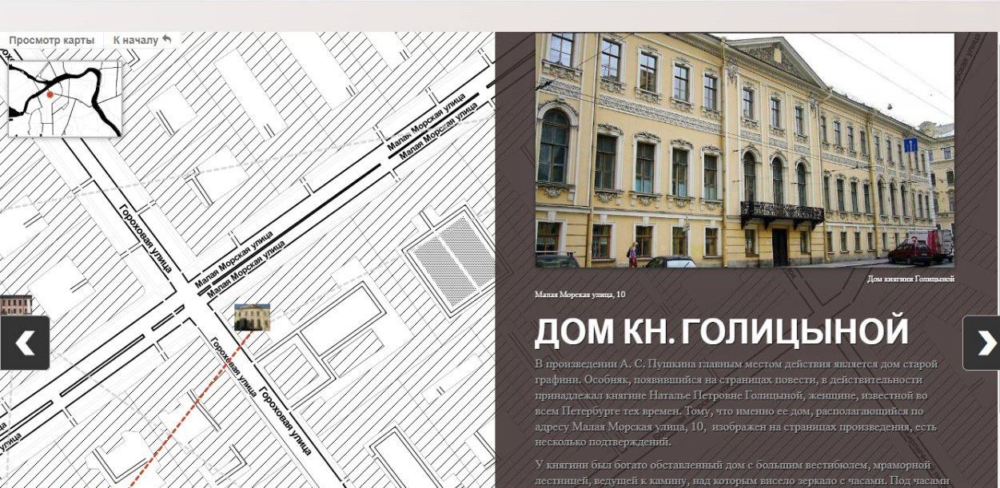 Просмотр карты
К началу
Малая Морская улица
Малая Морская улица
Гороховая улица
Малая Морская улица
Малая Морская улица
Гороховая улица
Гороховая улица
улица
Дом княгини Голицыной
Малая Морская улица, 10
ДОМ КН. ГОЛИЦЫНОЙ
В произведении А. С. Пушкина главным местом действия является дом старой
графини. Особняк, появившийся на страницах повести, в действительности
принадлежал княгине Наталье Петровне Голицыной, женщине, известной во
всем Петербурге тех времен. Тому, что именно ее дом, располагающийся по
адресу Малая Морская улица, 10, изображен на страницах произведения, есть
несколько подтверждений.
У княгини был богато обставленный дом с большим вестибюлем, мраморной
лестницей, ведущей к камину, над которым висело зеркало с часами. Под часами